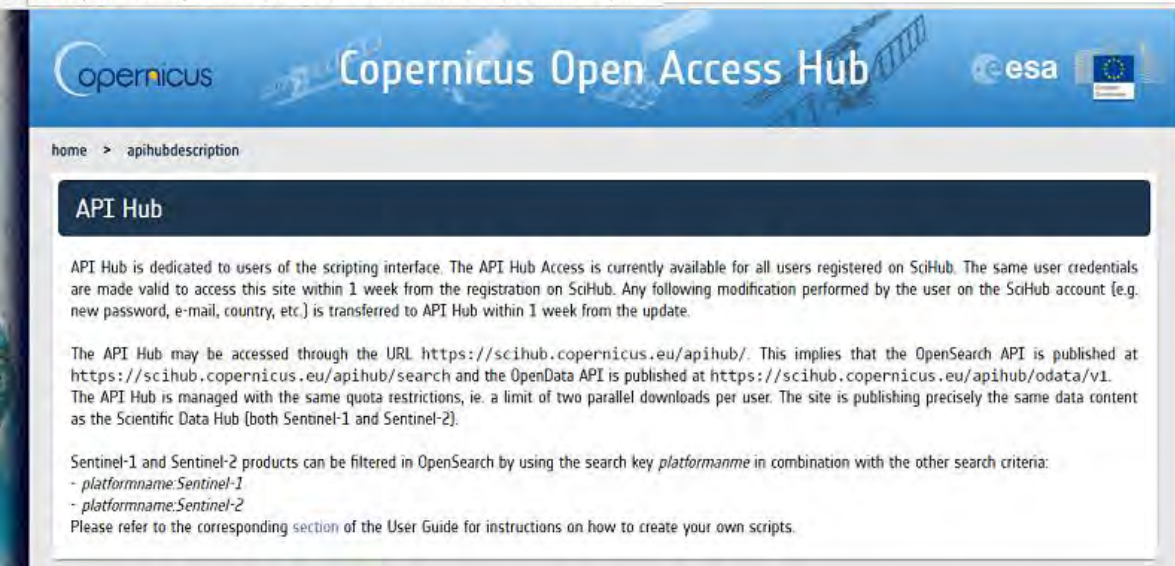 Copernicus
Copernicus Open Access Hub
esa
home > apihubdescription
API Hub
API Hub is dedicated to users of the scripting interface. The API Hub Access is currently available for all users registered on SciHub. The same user credentials
are made valid to access this site within 1 week from the registration on SciHub. Any following modification performed by the user on the SciHub account (e.g.
new password, e-mail, country, etc.) is transferred to API Hub within 1 week from the update.
The API Hub may be accessed through the URL https://scihub.copernicus.eu/apihub/. This implies that the OpenSearch API is published at
https://scihub.copernicus.eu/apihub/search and the OpenData API is published at https://scihub.copernicus.eu/apihub/odata/v1.
The API Hub is managed with the same quota restrictions, ie. a limit of two parallel downloads per user. The site is publishing precisely the same data content
as the Scientific Data Hub (both Sentinel-1 and Sentinel-2).
Sentinel-1 and Sentinel-2 products can be filtered in OpenSearch by using the search key platformanme in combination with the other search criteria:
- platformname:Sentinel-1
- platformname:Sentinel-2
Please refer to the corresponding section of the User Guide for instructions on how to create your own scripts.